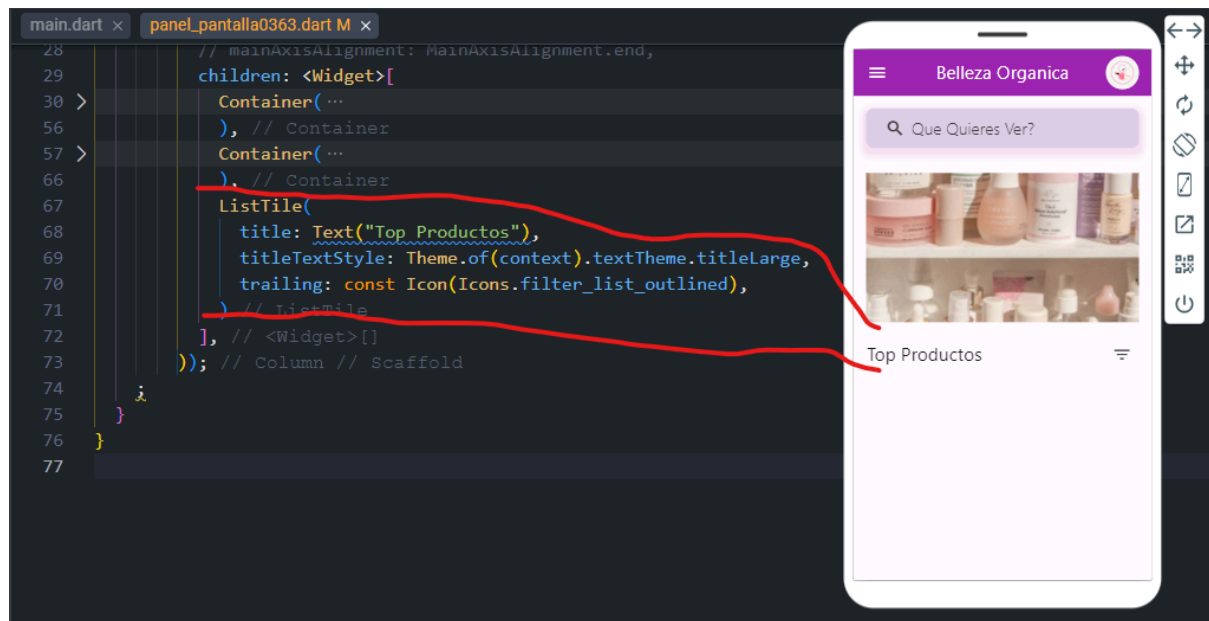 main.dart × panel_pantalla0363.dart M ×
28 // mainAxisAlignment: MainAxisAlignment.end,
29 children: <Widget>[
30 Container( ···
56 ), // Container
57 Container( ···
66 ), // Container
67 ListTile(
68 title: Text("Top Productos"),
69 titleTextStyle: Theme.of(context).textTheme.titleLarge,
70 trailing: const Icon(Icons.filter_list_outlined),
71 ) // ListTile
72 ], // <Widget>[]
73 )); // Column // Scaffold
74 ;
75 }
76 }
77
Belleza Organica
Que Quieres Ver?
Top Productos